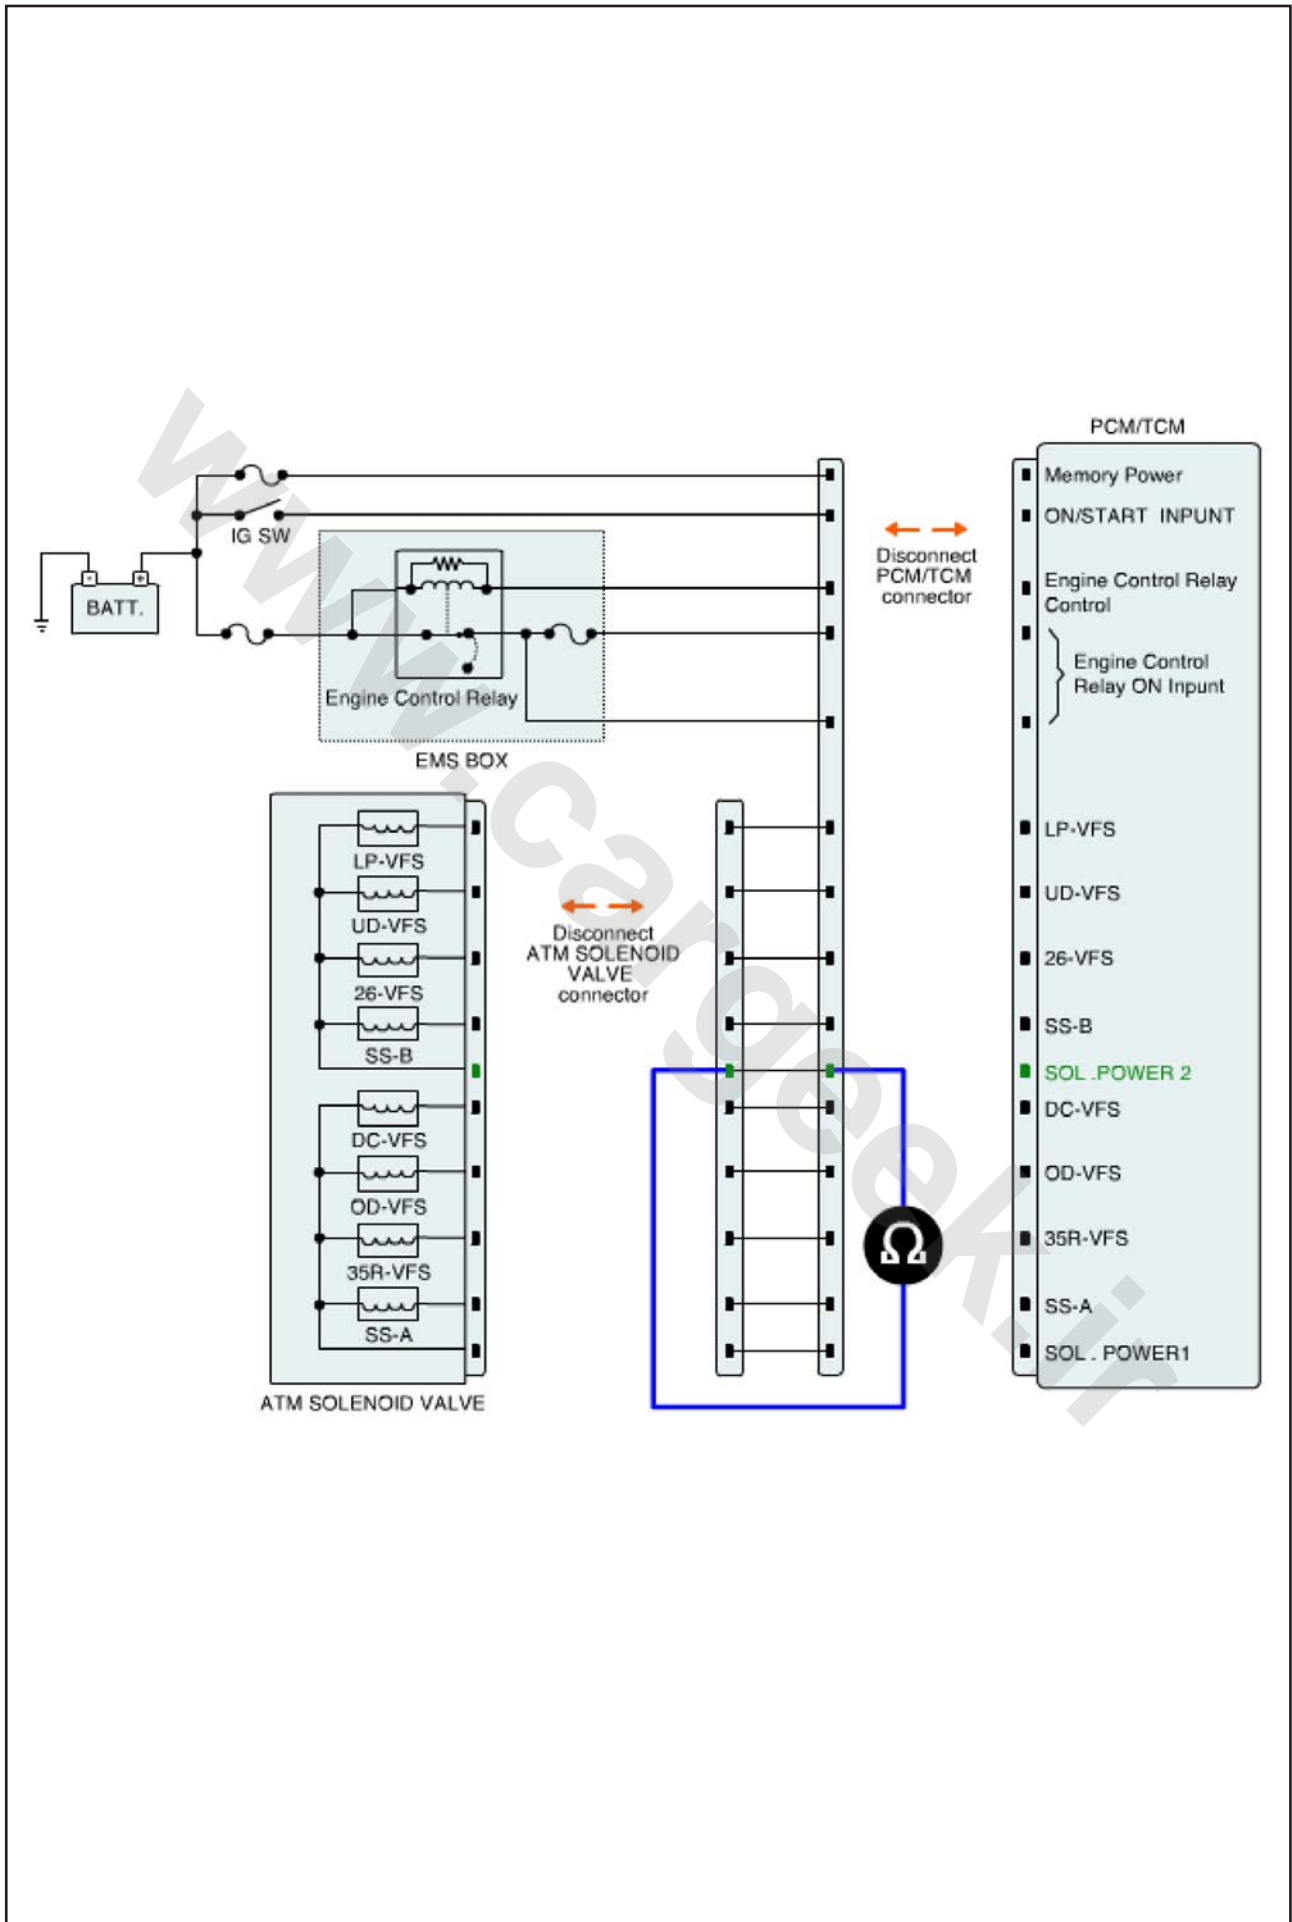 PCM/TCM
Memory Power
ON/START INPUNT
IG SW
Disconnect
PCM/TCM
connector
Engine Control Relay
Control
- +
BATT.
Engine Control
Relay ON Inpunt
Engine Control Relay
EMS BOX
LP-VFS
LP-VFS
UD-VFS
UD-VFS
Disconnect
ATM SOLENOID
VALVE
connector
26-VFS
26-VFS
SS-B
SS-B
SOL .POWER 2
DC-VFS
DC-VFS
OD-VFS
OD-VFS
Ω
35R-VFS
35R-VFS
SS-A
SS-A
SOL . POWER1
ATM SOLENOID VALVE
www.cargeek.ir